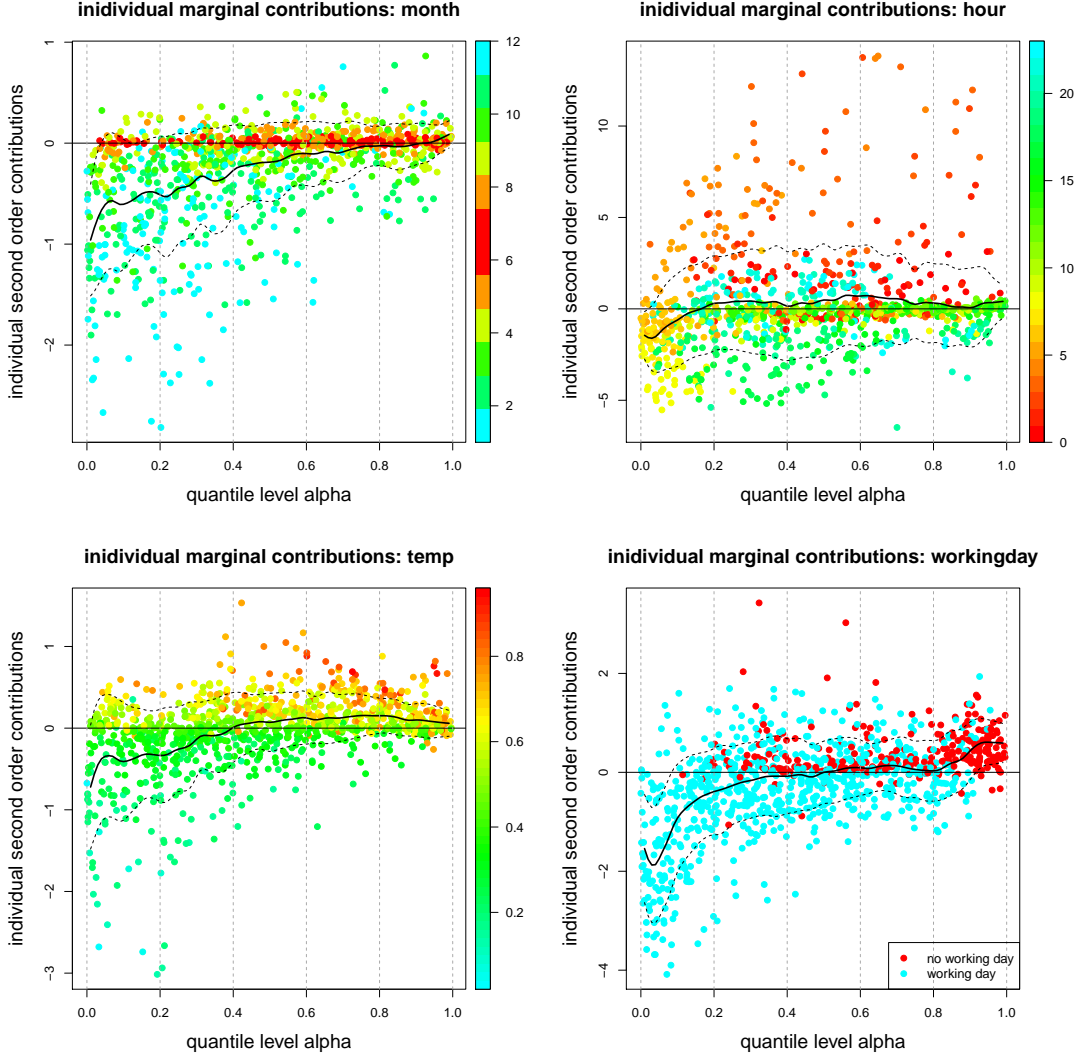 inidividual marginal contributions: month
individual second order contributions
1
0
−1
−2
0.0 0.2 0.4 0.6 0.8 1.0
quantile level alpha
12
10
8
6
4
2
inidividual marginal contributions: hour
individual second order contributions
10
5
0
−5
0.0 0.2 0.4 0.6 0.8 1.0
quantile level alpha
20
15
10
5
0
inidividual marginal contributions: temp
individual second order contributions
1
0
−1
−2
−3
0.0 0.2 0.4 0.6 0.8 1.0
quantile level alpha
0.8
0.6
0.4
0.2
inidividual marginal contributions: workingday
individual second order contributions
2
0
−2
−4
0.0 0.2 0.4 0.6 0.8 1.0
quantile level alpha
no working day
working day